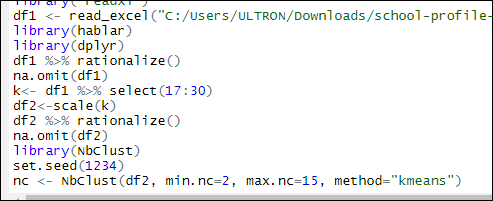 library("readxl")
df1 <- read_excel("C:/Users/ULTRON/Downloads/school-profile-
library(hablar)
library(dplyr)
df1 %>% rationalize()
na.omit(df1)
k<- df1 %>% select(17:30)
df2<-scale(k)
df2 %>% rationalize()
na.omit(df2)
library(NbClust)
set.seed(1234)
nc <- NbClust(df2, min.nc=2, max.nc=15, method="kmeans")